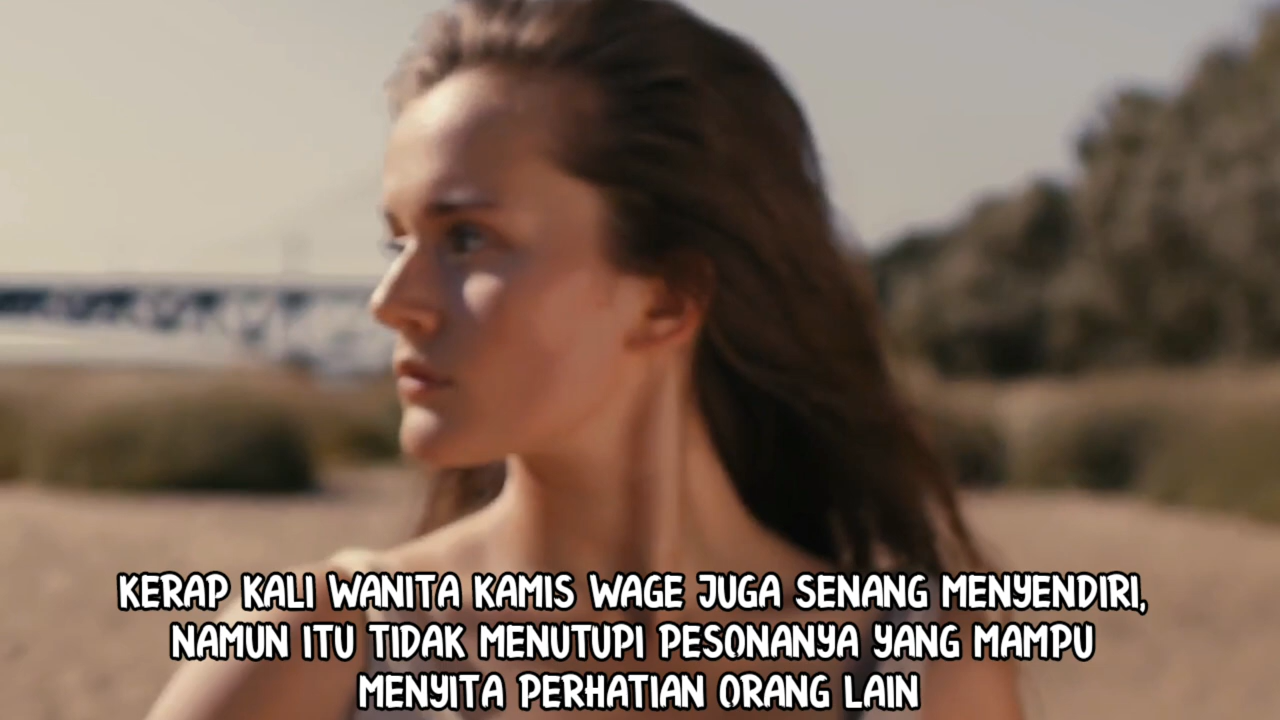 KERAP KALI WANITA KAMIS WAGE JUGA SENANG MENYENDIRI,
NAMUN ITU TIDAK MENUTUPI PESONANYA YANG MAMPU
MENYITA PERHATIAN ORANG LAIN